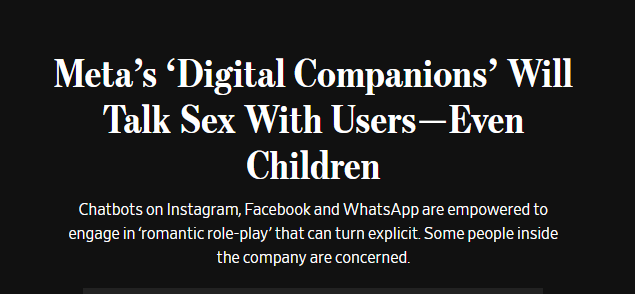 Meta’s ‘Digital Companions’ Will
Talk Sex With Users—Even
Children
Chatbots on Instagram, Facebook and WhatsApp are empowered to
engage in ‘romantic role-play’ that can turn explicit. Some people inside
the company are concerned.